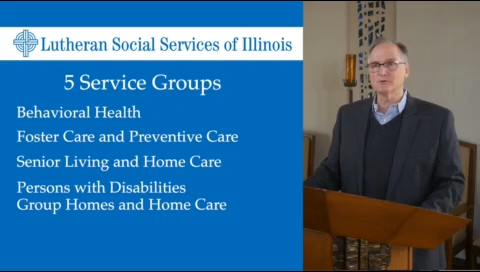 Lutheran Social Services of Illinois
5 Service Groups
Behavioral Health
Foster Care and Preventive Care
Senior Living and Home Care
Persons with Disabilities
Group Homes and Home Care